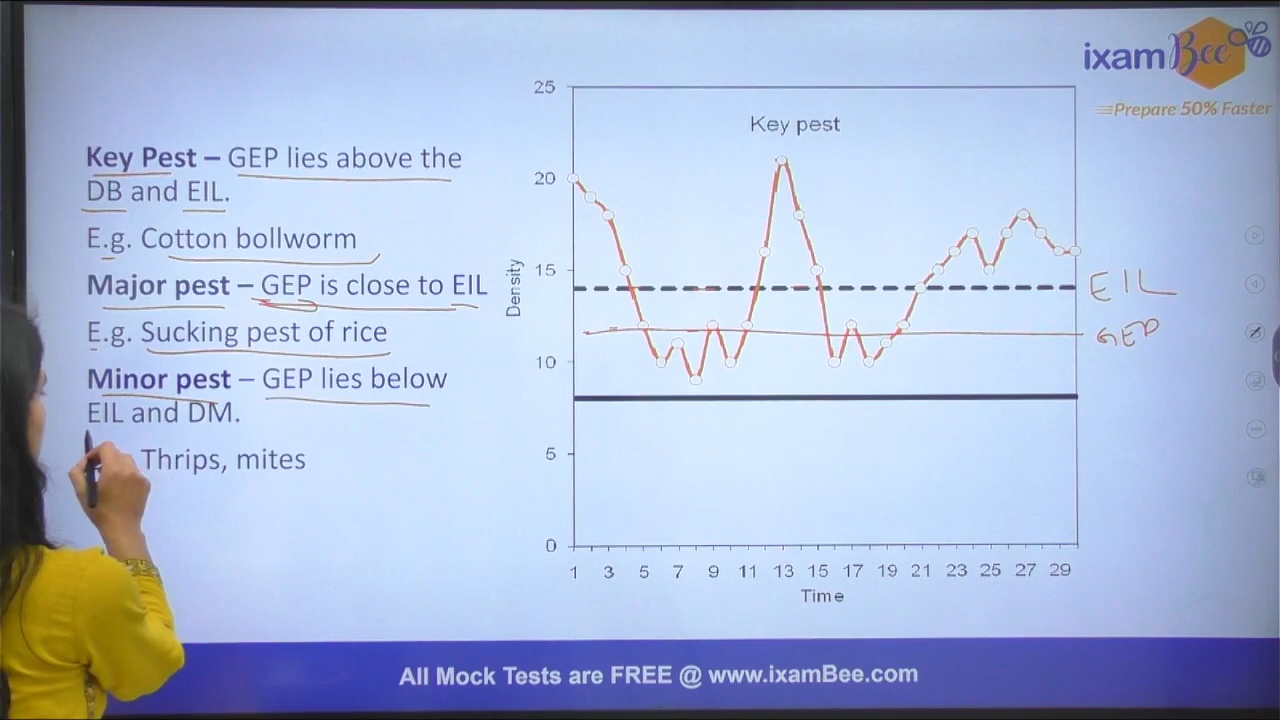 ixamBee
Prepare 50% Faster
Key Pest – GEP lies above the
DB and EIL.
E.g. Cotton bollworm
Major pest – GEP is close to EIL
E.g. Sucking pest of rice
Minor pest – GEP lies below
EIL and DM.
Thrips, mites
Key pest
25
20
15
10
5
0
Density
1 3 5 7 9 11 13 15 17 19 21 23 25 27 29
Time
EIL
GEP
All Mock Tests are FREE @ www.ixamBee.com